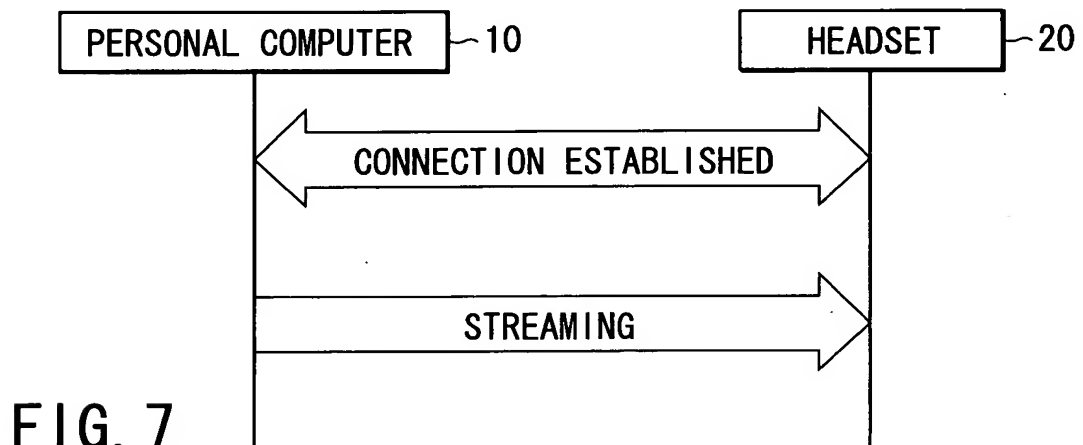 PERSONAL COMPUTER 10
HEADSET 20
CONNECTION ESTABLISHED
STREAMING
FIG. 7